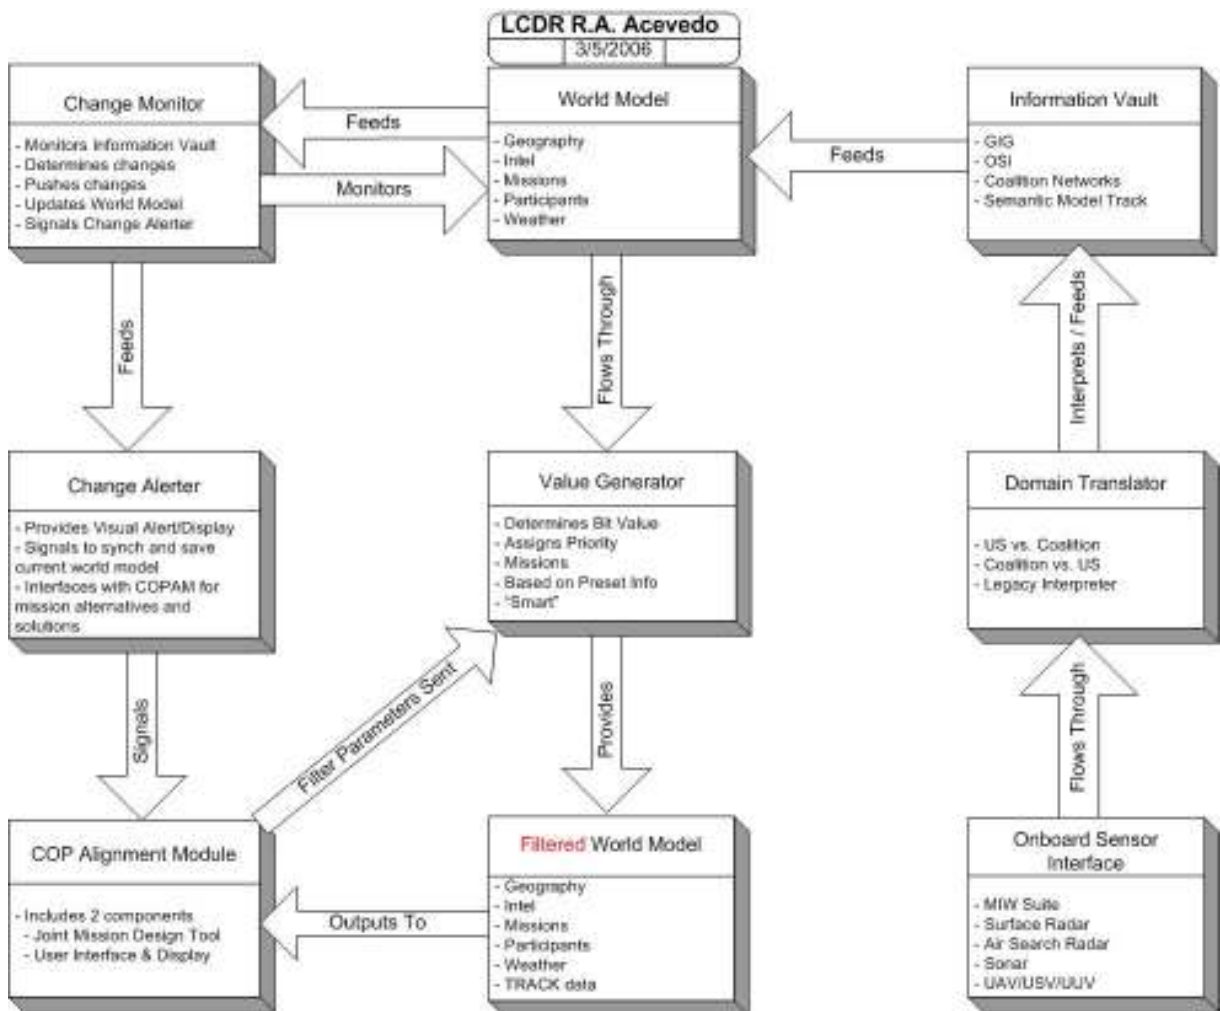 LCDR R.A. Acevedo
3/5/2006
Change Monitor
- Monitors Information Vault
- Determines changes
- Pushes changes
- Updates World Model
- Signals Change Alerter
Feeds
Monitors
World Model
- Geography
- Intel
- Missions
- Participants
- Weather
Feeds
Information Vault
- GIG
- OSI
- Coalition Networks
- Semantic Model Track
Feeds
Flows Through
Interprets / Feeds
Change Alerter
- Provides Visual Alert/Display
- Signals to synch and save
current world model
- Interfaces with COPAM for
mission alternatives and
solutions
Value Generator
- Determines Bit Value
- Assigns Priority
- Missions
- Based on Preset Info
- "Smart"
Domain Translator
- US vs. Coalition
- Coalition vs. US
- Legacy Interpreter
Signals
Filter Parameters Sent
Provides
Flows Through
COP Alignment Module
- Includes 2 components
- Joint Mission Design Tool
- User Interface & Display
Outputs To
Filtered World Model
- Geography
- Intel
- Missions
- Participants
- Weather
- TRACK data
Onboard Sensor
Interface
- MIW Suite
- Surface Radar
- Air Search Radar
- Sonar
- UAV/USV/UUV